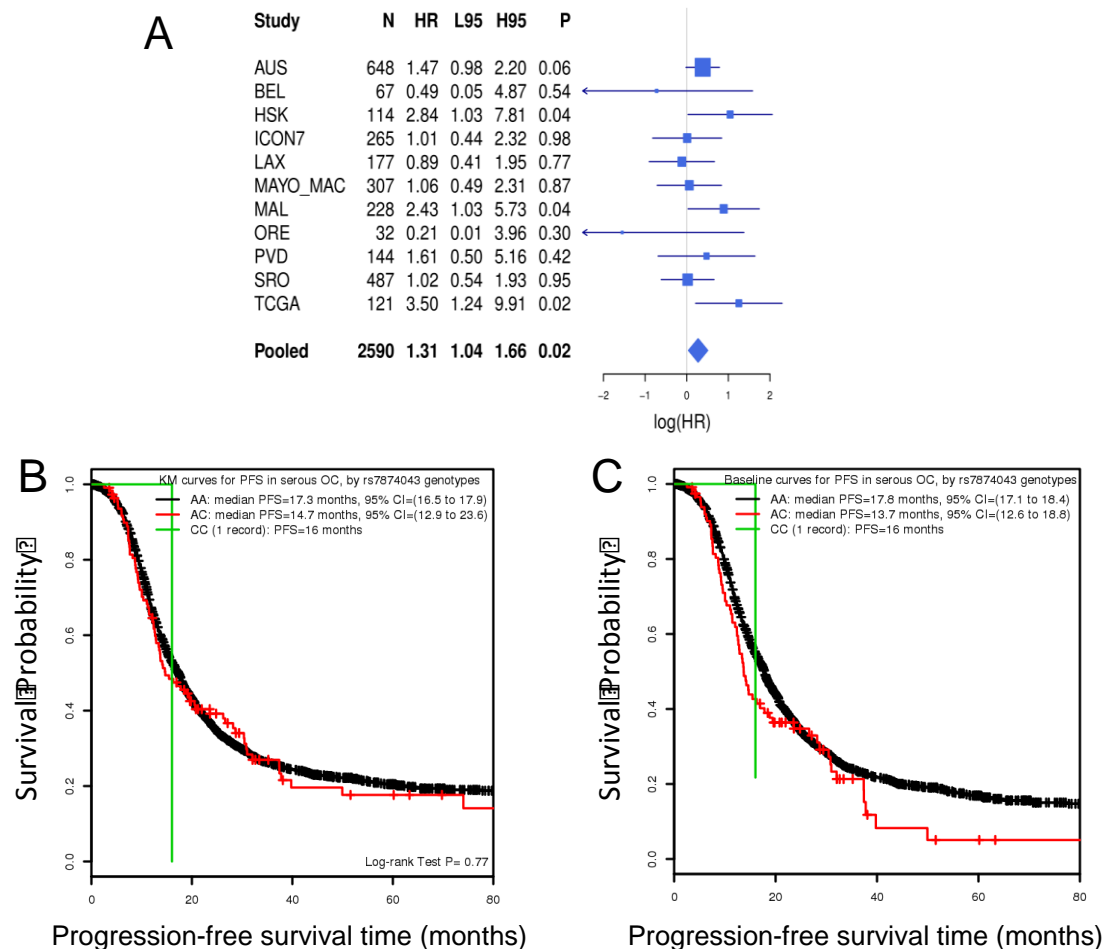 A
Study N HR L95 H95 P
AUS 648 1.47 0.98 2.20 0.06
BEL 67 0.49 0.05 4.87 0.54
HSK 114 2.84 1.03 7.81 0.04
ICON7 265 1.01 0.44 2.32 0.98
LAX 177 0.89 0.41 1.95 0.77
MAYO_MAC 307 1.06 0.49 2.31 0.87
MAL 228 2.43 1.03 5.73 0.04
ORE 32 0.21 0.01 3.96 0.30
PVD 144 1.61 0.50 5.16 0.42
SRO 487 1.02 0.54 1.93 0.95
TCGA 121 3.50 1.24 9.91 0.02
Pooled 2590 1.31 1.04 1.66 0.02
−2 −1 0 1 2
log(HR)
B
KM curves for PFS in serous OC, by rs7874043 genotypes
AA: median PFS=17.3 months, 95% CI=(16.5 to 17.9)
AC: median PFS=14.7 months, 95% CI=(12.9 to 23.6)
CC (1 record): PFS=16 months
Survival Probability
1.0
0.8
0.6
0.4
0.2
0.0
Log-rank Test P= 0.77
0 20 40 60 80
Progression-free survival time (months)
C
Baseline curves for PFS in serous OC, by rs7874043 genotypes
AA: median PFS=17.8 months, 95% CI=(17.1 to 18.4)
AC: median PFS=13.7 months, 95% CI=(12.6 to 18.8)
CC (1 record): PFS=16 months
Survival Probability
1.0
0.8
0.6
0.4
0.2
0.0
0 20 40 60 80
Progression-free survival time (months)